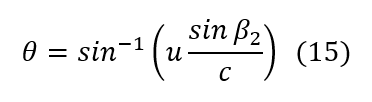 θ = sin⁻¹ (u sin β₂ / c) (15)